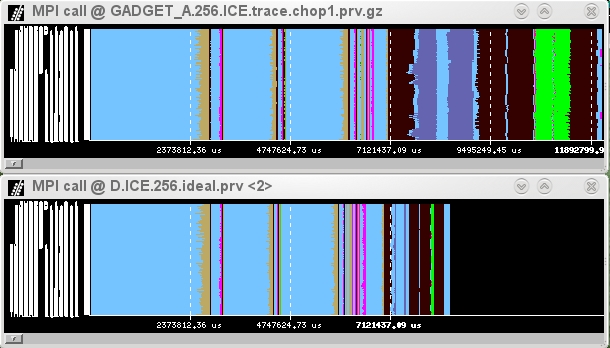 MPI call @ GADGET_A.256.ICE.trace.chop1.prv.gz
2373812.36 us 4747624.73 us 7121437.09 us 9495249.45 us 11892799.9
MPI call @ D.ICE.256.ideal.prv <2>
2373812.36 us 4747624.73 us 7121437.09 us